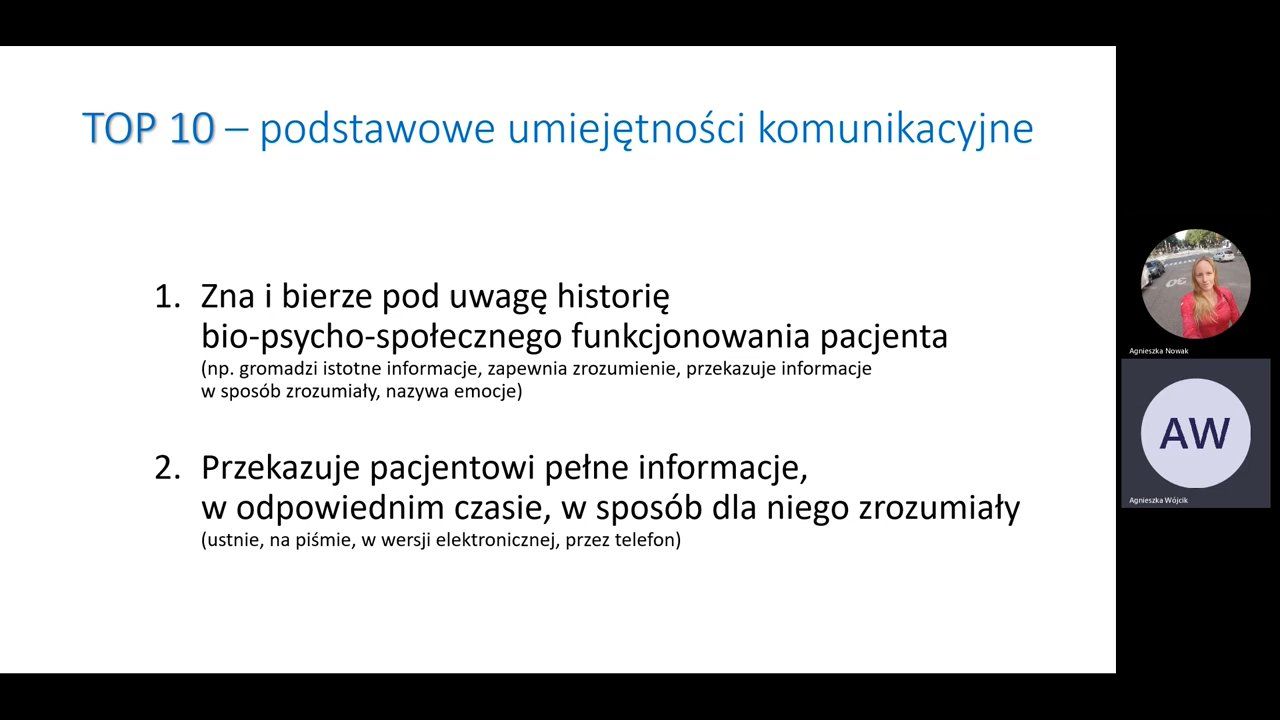 TOP 10 – podstawowe umiejętności komunikacyjne
1. Zna i bierze pod uwagę historię
bio-psycho-społecznego funkcjonowania pacjenta
(np. gromadzi istotne informacje, zapewnia zrozumienie, przekazuje informacje
w sposób zrozumiały, nazywa emocje)
2. Przekazuje pacjentowi pełne informacje,
w odpowiednim czasie, w sposób dla niego zrozumiały
(ustnie, na piśmie, w wersji elektronicznej, przez telefon)
Agnieszka Nowak
AW
Agnieszka Wójcik